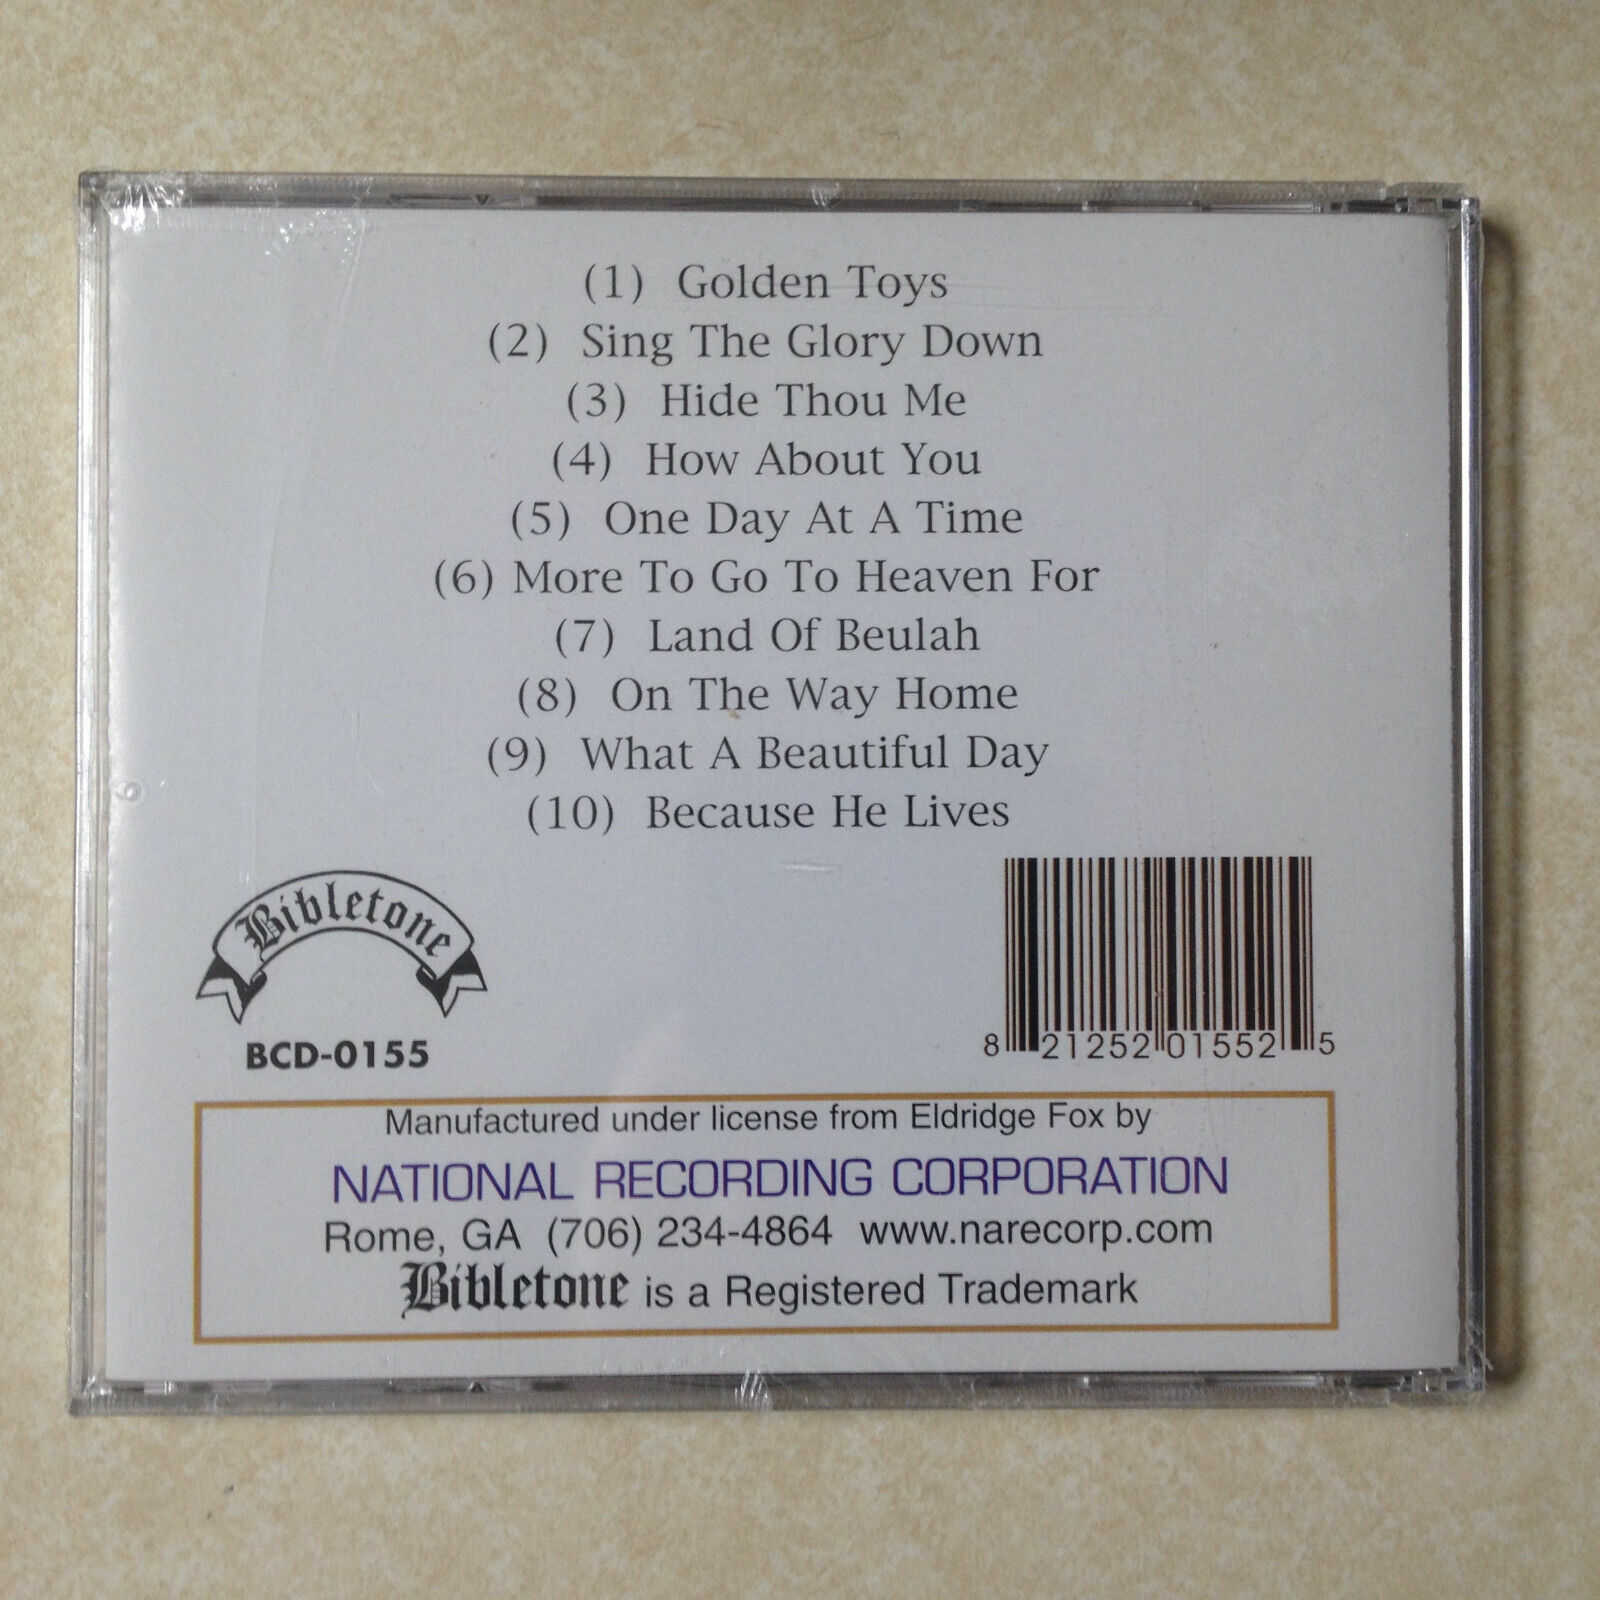 (1) Golden Toys
(2) Sing The Glory Down
(3) Hide Thou Me
(4) How About You
(5) One Day At A Time
(6) More To Go To Heaven For
(7) Land Of Beulah
(8) On The Way Home
(9) What A Beautiful Day
(10) Because He Lives
Bibletone
BCD-0155
8 21252 01552 5
Manufactured under license from Eldridge Fox by
NATIONAL RECORDING CORPORATION
Rome, GA (706) 234-4864 www.narecorp.com
Bibletone is a Registered Trademark